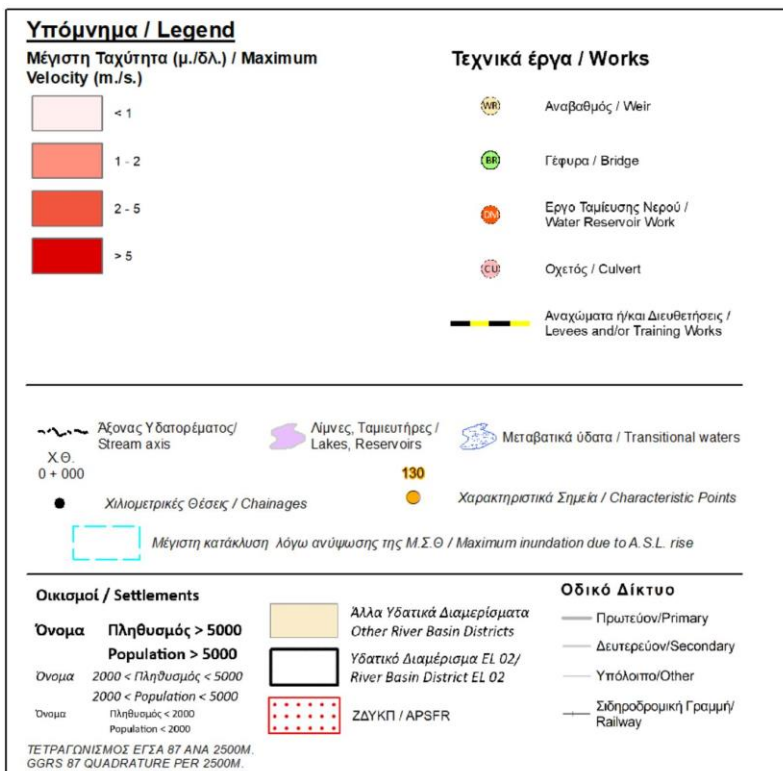 Υπόμνημα / Legend
Μέγιστη Ταχύτητα (μ./δλ.) / Maximum
Velocity (m./s.)
< 1
1 - 2
2 - 5
> 5
Τεχνικά έργα / Works
WR
Αναβαθμός / Weir
BR
Γέφυρα / Bridge
DM
Εργο Ταμίευσης Νερού /
Water Reservoir Work
CU
Οχετός / Culvert
Αναχώματα ή/και Διευθετήσεις /
Levees and/or Training Works
Άξονας Υδατορέματος/
Stream axis
Λίμνες, Ταμιευτήρες /
Lakes, Reservoirs
Μεταβατικά ύδατα / Transitional waters
Χ.Θ.
0 + 000
Χιλιομετρικές Θέσεις / Chainages
130
Χαρακτηριστικά Σημεία / Characteristic Points
Μέγιστη κατάκλυση λόγω ανύψωσης της Μ.Σ.Θ / Maximum inundation due to A.S.L. rise
Οικισμοί / Settlements
Όνομα Πληθυσμός > 5000
Population > 5000
Όνομα 2000 < Πληθυσμός < 5000
2000 < Population < 5000
Όνομα Πληθυσμός < 2000
Population < 2000
ΤΕΤΡΑΓΩΝΙΣΜΟΣ ΕΓΣΑ 87 ΑΝΑ 2500Μ.
GGRS 87 QUADRATURE PER 2500M.
Άλλα Υδατικά Διαμερίσματα
Other River Basin Districts
Υδατικό Διαμέρισμα EL 02/
River Basin District EL 02
ΖΔΥΚΠ / APSFR
Οδικό Δίκτυο
Πρωτεύον/Primary
Δευτερεύον/Secondary
Υπόλοιπο/Other
Σιδηροδρομική Γραμμή/
Railway